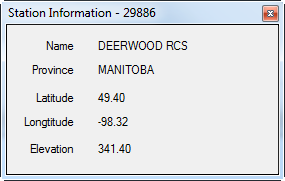 Station Information - 29886
Name DEERWOOD RCS
Province MANITOBA
Latitude 49.40
Longtitude -98.32
Elevation 341.40